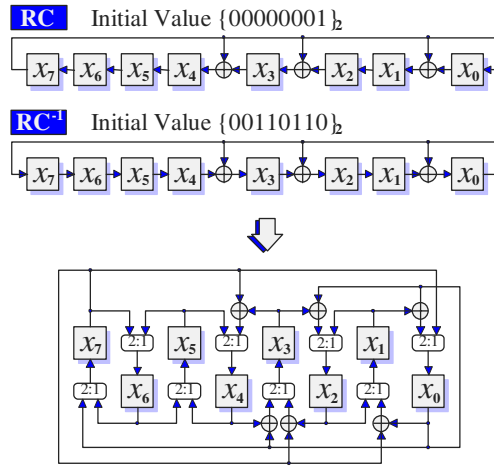 RC Initial Value {00000001}₂
x₇ x₆ x₅ x₄ x₃ x₂ x₁ x₀
RC⁻¹ Initial Value {00110110}₂
x₇ x₆ x₅ x₄ x₃ x₂ x₁ x₀
x₇ 2:1 x₅ 2:1 x₃ 2:1 x₁ 2:1
2:1 x₆ 2:1 x₄ 2:1 x₂ 2:1 x₀